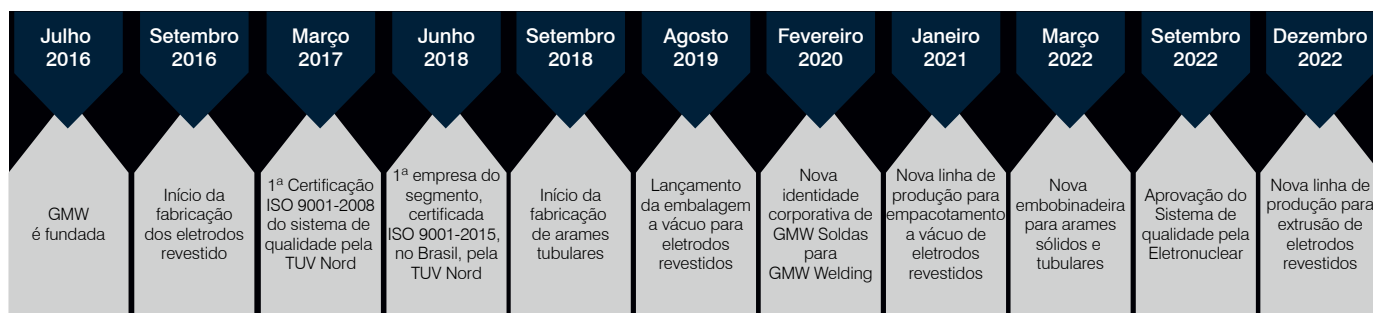 Julho
2016
Setembro
2016
Março
2017
Junho
2018
Setembro
2018
Agosto
2019
Fevereiro
2020
Janeiro
2021
Março
2022
Setembro
2022
Dezembro
2022
GMW
é fundada
Início da
fabricação
dos eletrodos
revestido
1ª Certificação
ISO 9001-2008
do sistema de
qualidade pela
TUV Nord
1ª empresa do
segmento,
certificada
ISO 9001-2015,
no Brasil, pela
TUV Nord
Início da
fabricação
de arames
tubulares
Lançamento
da embalagem
a vácuo para
eletrodos
revestidos
Nova
identidade
corporativa de
GMW Soldas
para
GMW Welding
Nova linha de
produção para
empacotamento
a vácuo de
eletrodos
revestidos
Nova
embobinadeira
para arames
sólidos e
tubulares
Aprovação do
Sistema de
qualidade pela
Eletronuclear
Nova linha de
produção para
extrusão de
eletrodos
revestidos